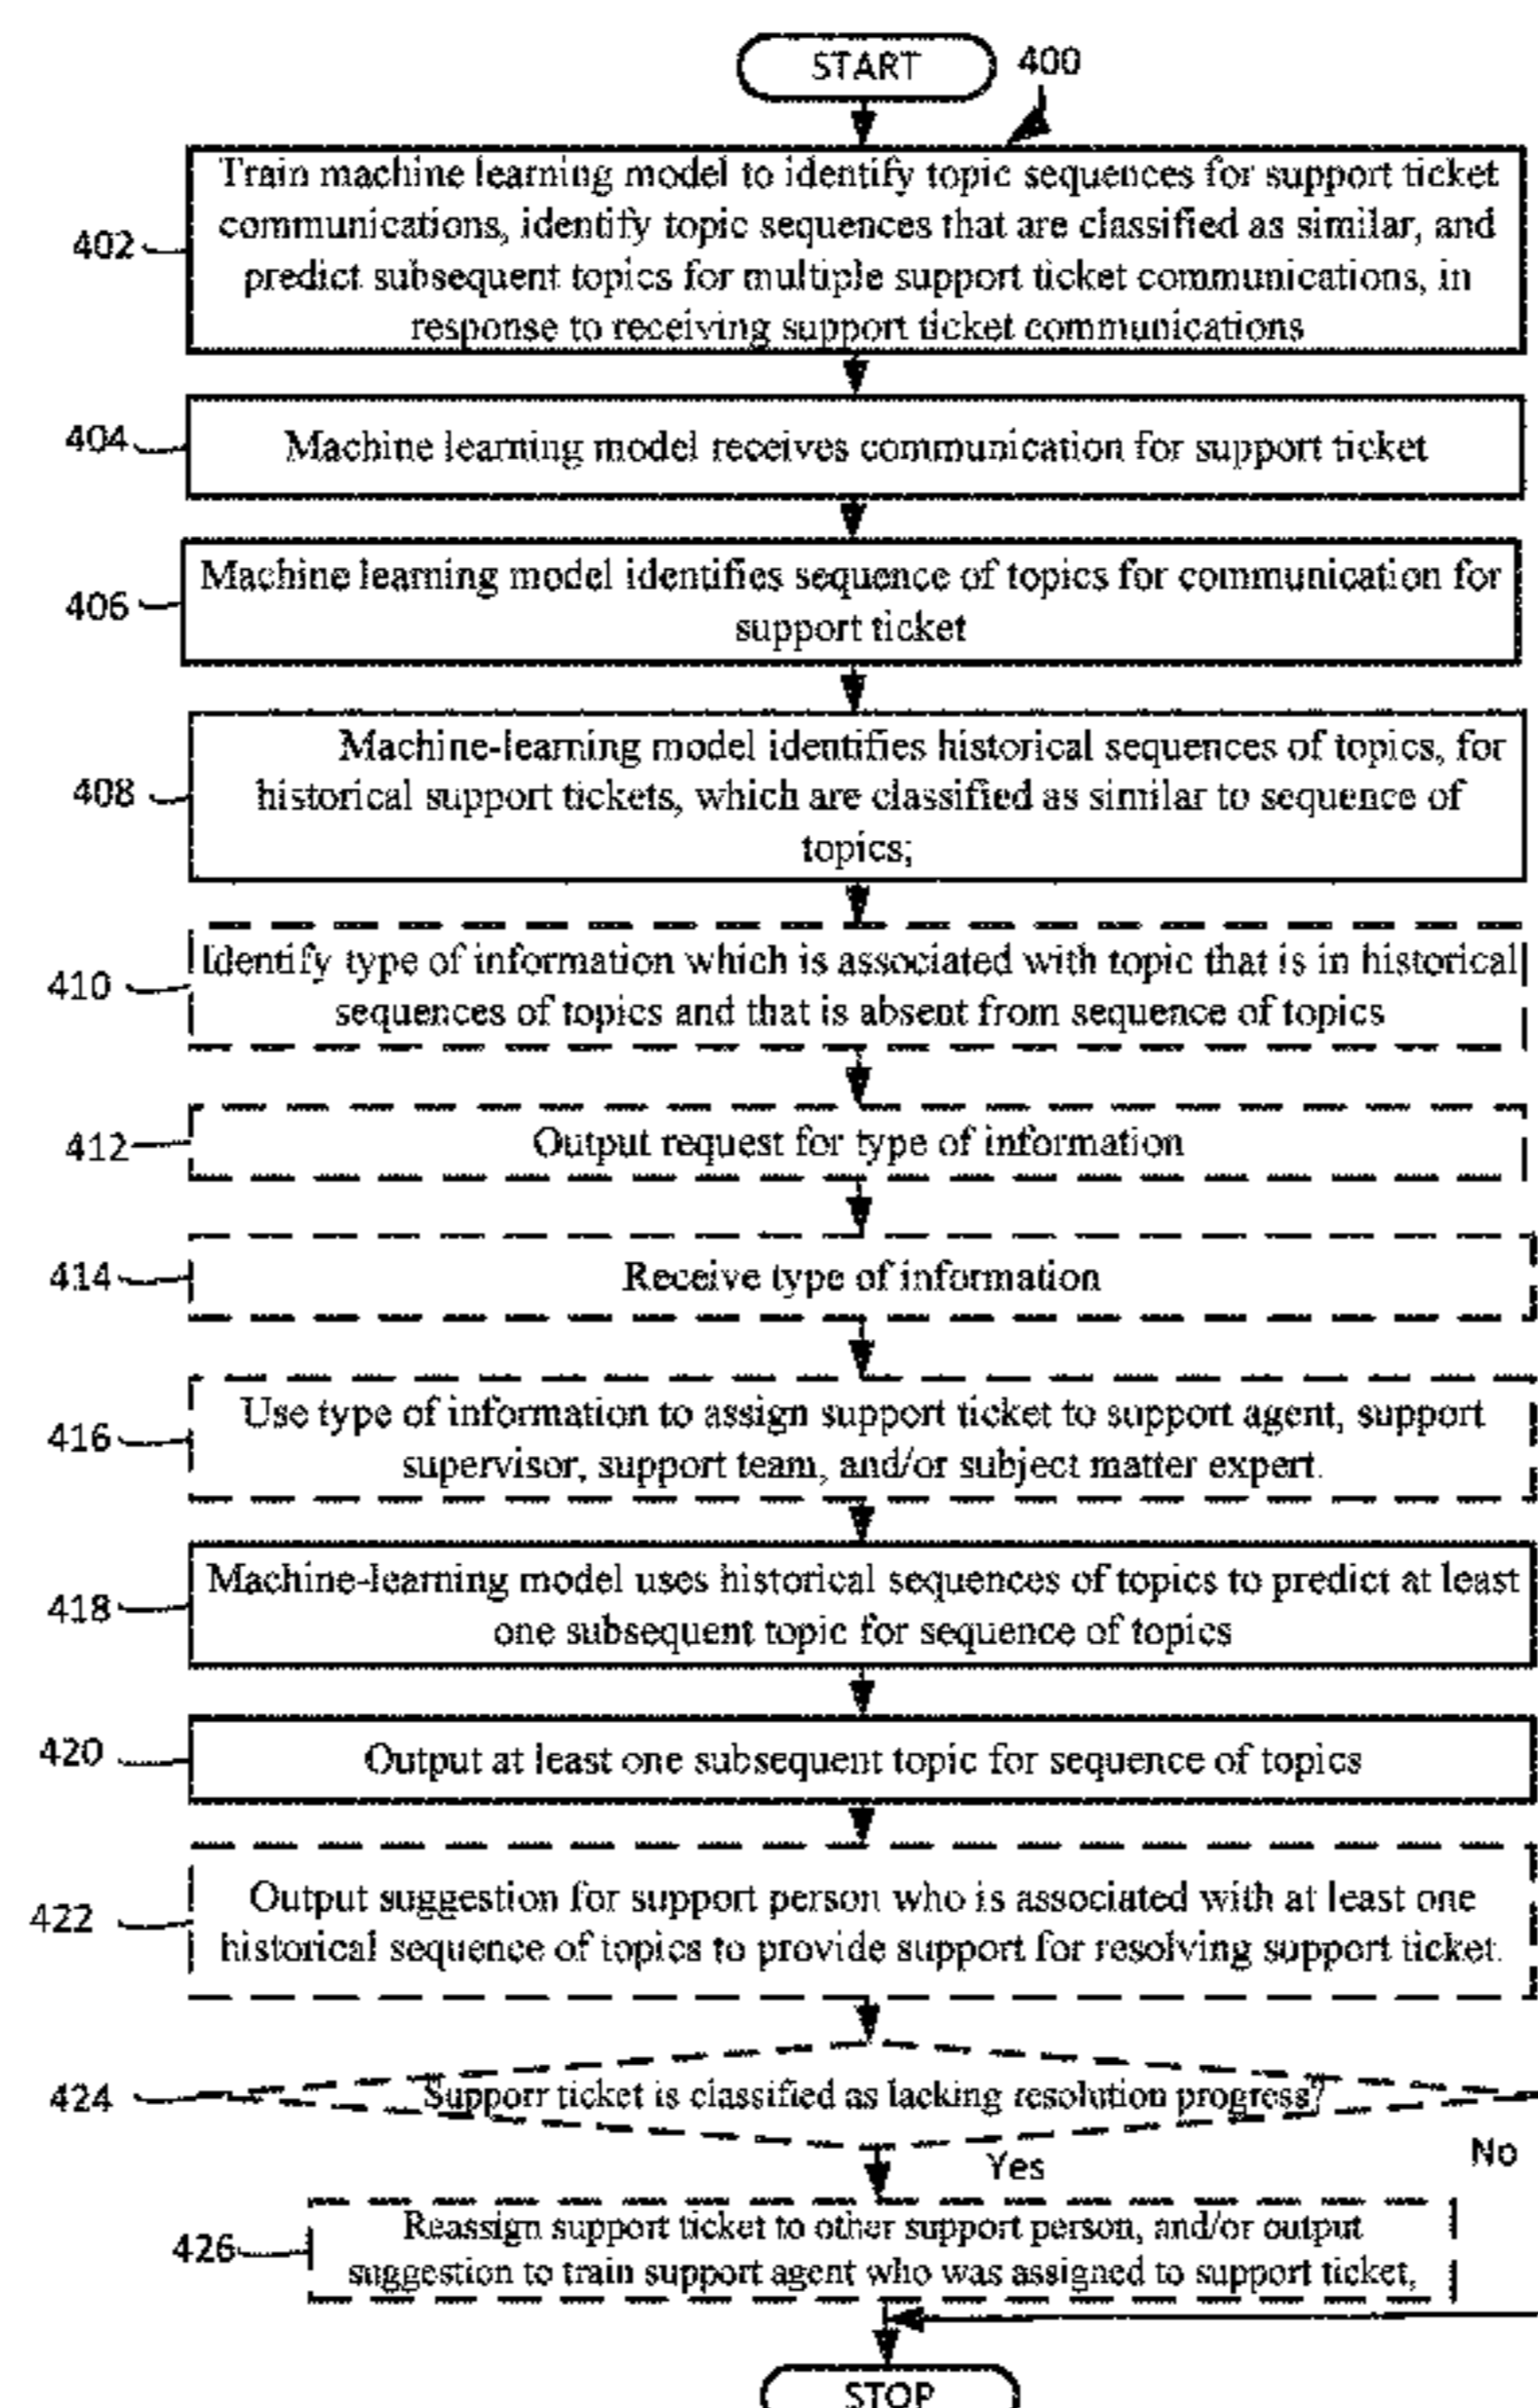 START
400
402
Train machine learning model to identify topic sequences for support ticket
communications, identify topic sequences that are classified as similar, and
predict subsequent topics for multiple support ticket communications, in
response to receiving support ticket communications
404
Machine learning model receives communication for support ticket
406
Machine learning model identifies sequence of topics for communication for
support ticket
408
Machine-learning model identifies historical sequences of topics, for
historical support tickets, which are classified as similar to sequence of
topics;
410
Identify type of information which is associated with topic that is in historical
sequences of topics and that is absent from sequence of topics
412
Output request for type of information
414
Receive type of information
416
Use type of information to assign support ticket to support agent, support
supervisor, support team, and/or subject matter expert.
418
Machine-learning model uses historical sequences of topics to predict at least
one subsequent topic for sequence of topics
420
Output at least one subsequent topic for sequence of topics
422
Output suggestion for support person who is associated with at least one
historical sequence of topics to provide support for resolving support ticket.
424
Supporr ticket is classified as lacking resolution progress?
Yes
No
426
Reassign support ticket to other support person, and/or output
suggestion to train support agent who was assigned to support ticket,
STOP